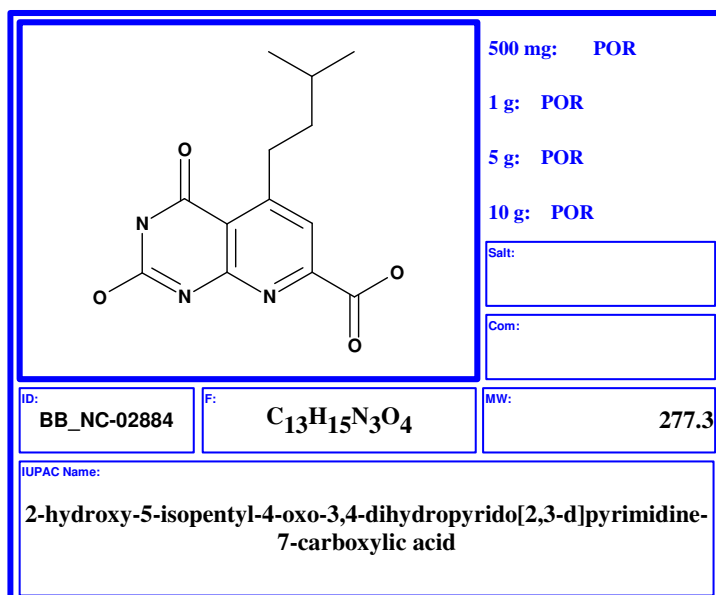 500 mg: POR
1 g: POR
5 g: POR
10 g: POR
O
N
O
N
N
O
O
Salt:
Com:
ID:
BB_NC-02884
F:
C13H15N3O4
MW:
277.3
IUPAC Name:
2-hydroxy-5-isopentyl-4-oxo-3,4-dihydropyrido[2,3-d]pyrimidine-
7-carboxylic acid